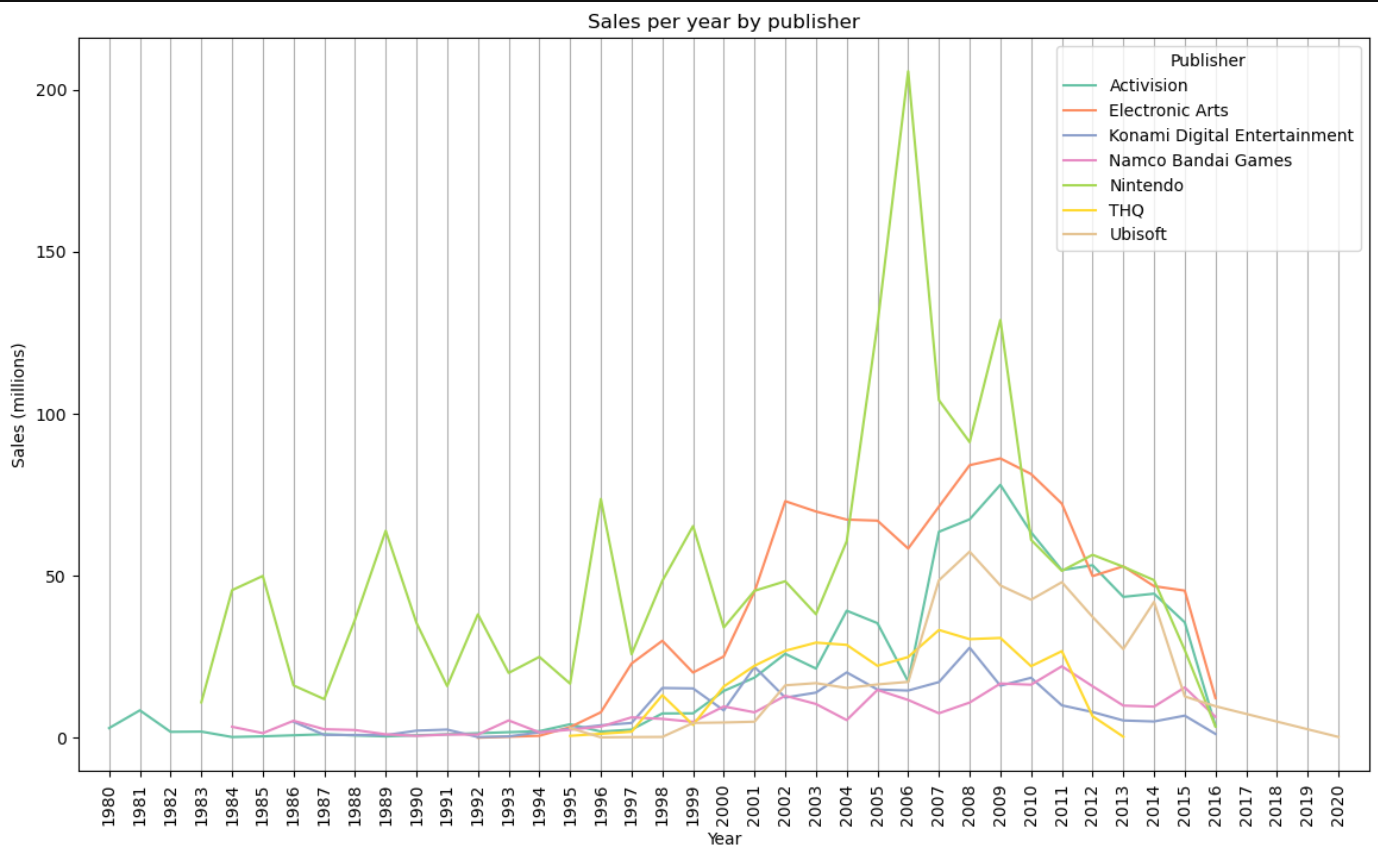 Sales per year by publisher
Publisher
Activision
Electronic Arts
Konami Digital Entertainment
Namco Bandai Games
Nintendo
THQ
Ubisoft
Sales (millions)
200
150
100
50
0
1980 1981 1982 1983 1984 1985 1986 1987 1988 1989 1990 1991 1992 1993 1994 1995 1996 1997 1998 1999 2000 2001 2002 2003 2004 2005 2006 2007 2008 2009 2010 2011 2012 2013 2014 2015 2016 2017 2018 2019 2020
Year